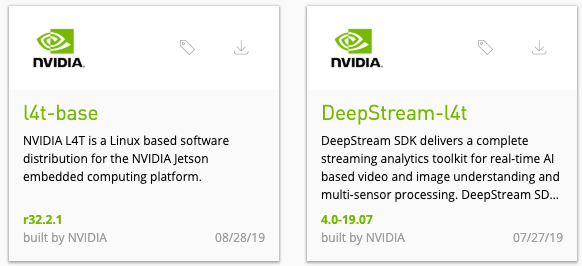 NVIDIA.
l4t-base
NVIDIA L4T is a Linux based software
distribution for the NVIDIA Jetson
embedded computing platform.
r32.2.1
built by NVIDIA 08/28/19
NVIDIA.
DeepStream-l4t
DeepStream SDK delivers a complete
streaming analytics toolkit for real-time AI
based video and image understanding and
multi-sensor processing. DeepStream SD...
4.0-19.07
built by NVIDIA 07/27/19